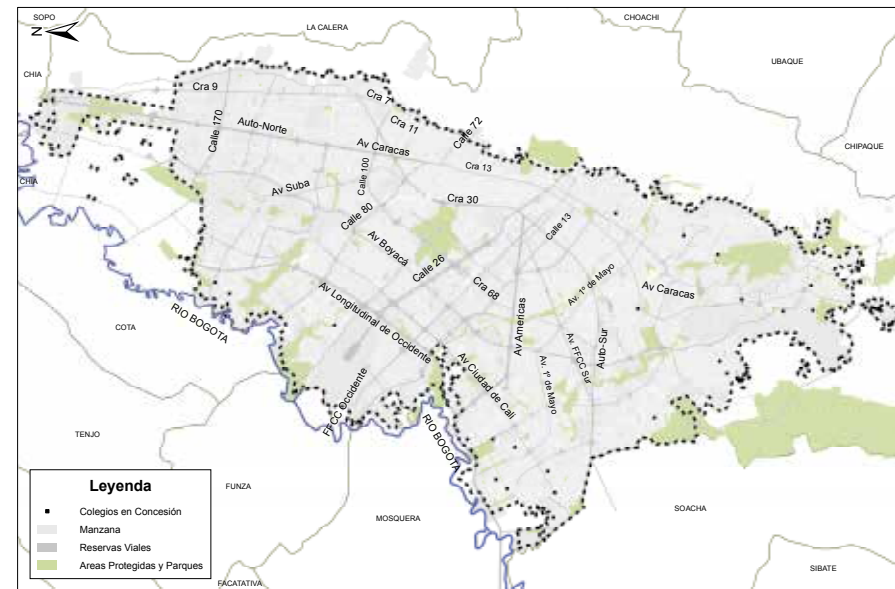 SOPO
LA CALERA
CHOACHI
N
UBAQUE
CHIA
Cra 9
Cra 7
Cra 11
Calle 72
Calle 170
Auto-Norte
Av Caracas
CHIPAQUE
Cra 13
Calle 100
CHIA
Av Suba
Cra 30
Calle 80
Calle 13
Av Boyacá
Calle 26
Cra 68
Av. 1º de Mayo
Av Caracas
Av Longitudinal de Occidente
RIO BOGOTA
COTA
Av Americas
Av. FFCC Sur
Auto-Sur
Av Ciudad de Cali
Av. 1º de Mayo
FFCC Occidente
RIO BOGOTA
TENJO
FUNZA
MOSQUERA
SOACHA
SIBATE
FACATATIVA
Leyenda
Colegios en Concesión
Manzana
Reservas Viales
Areas Protegidas y Parques